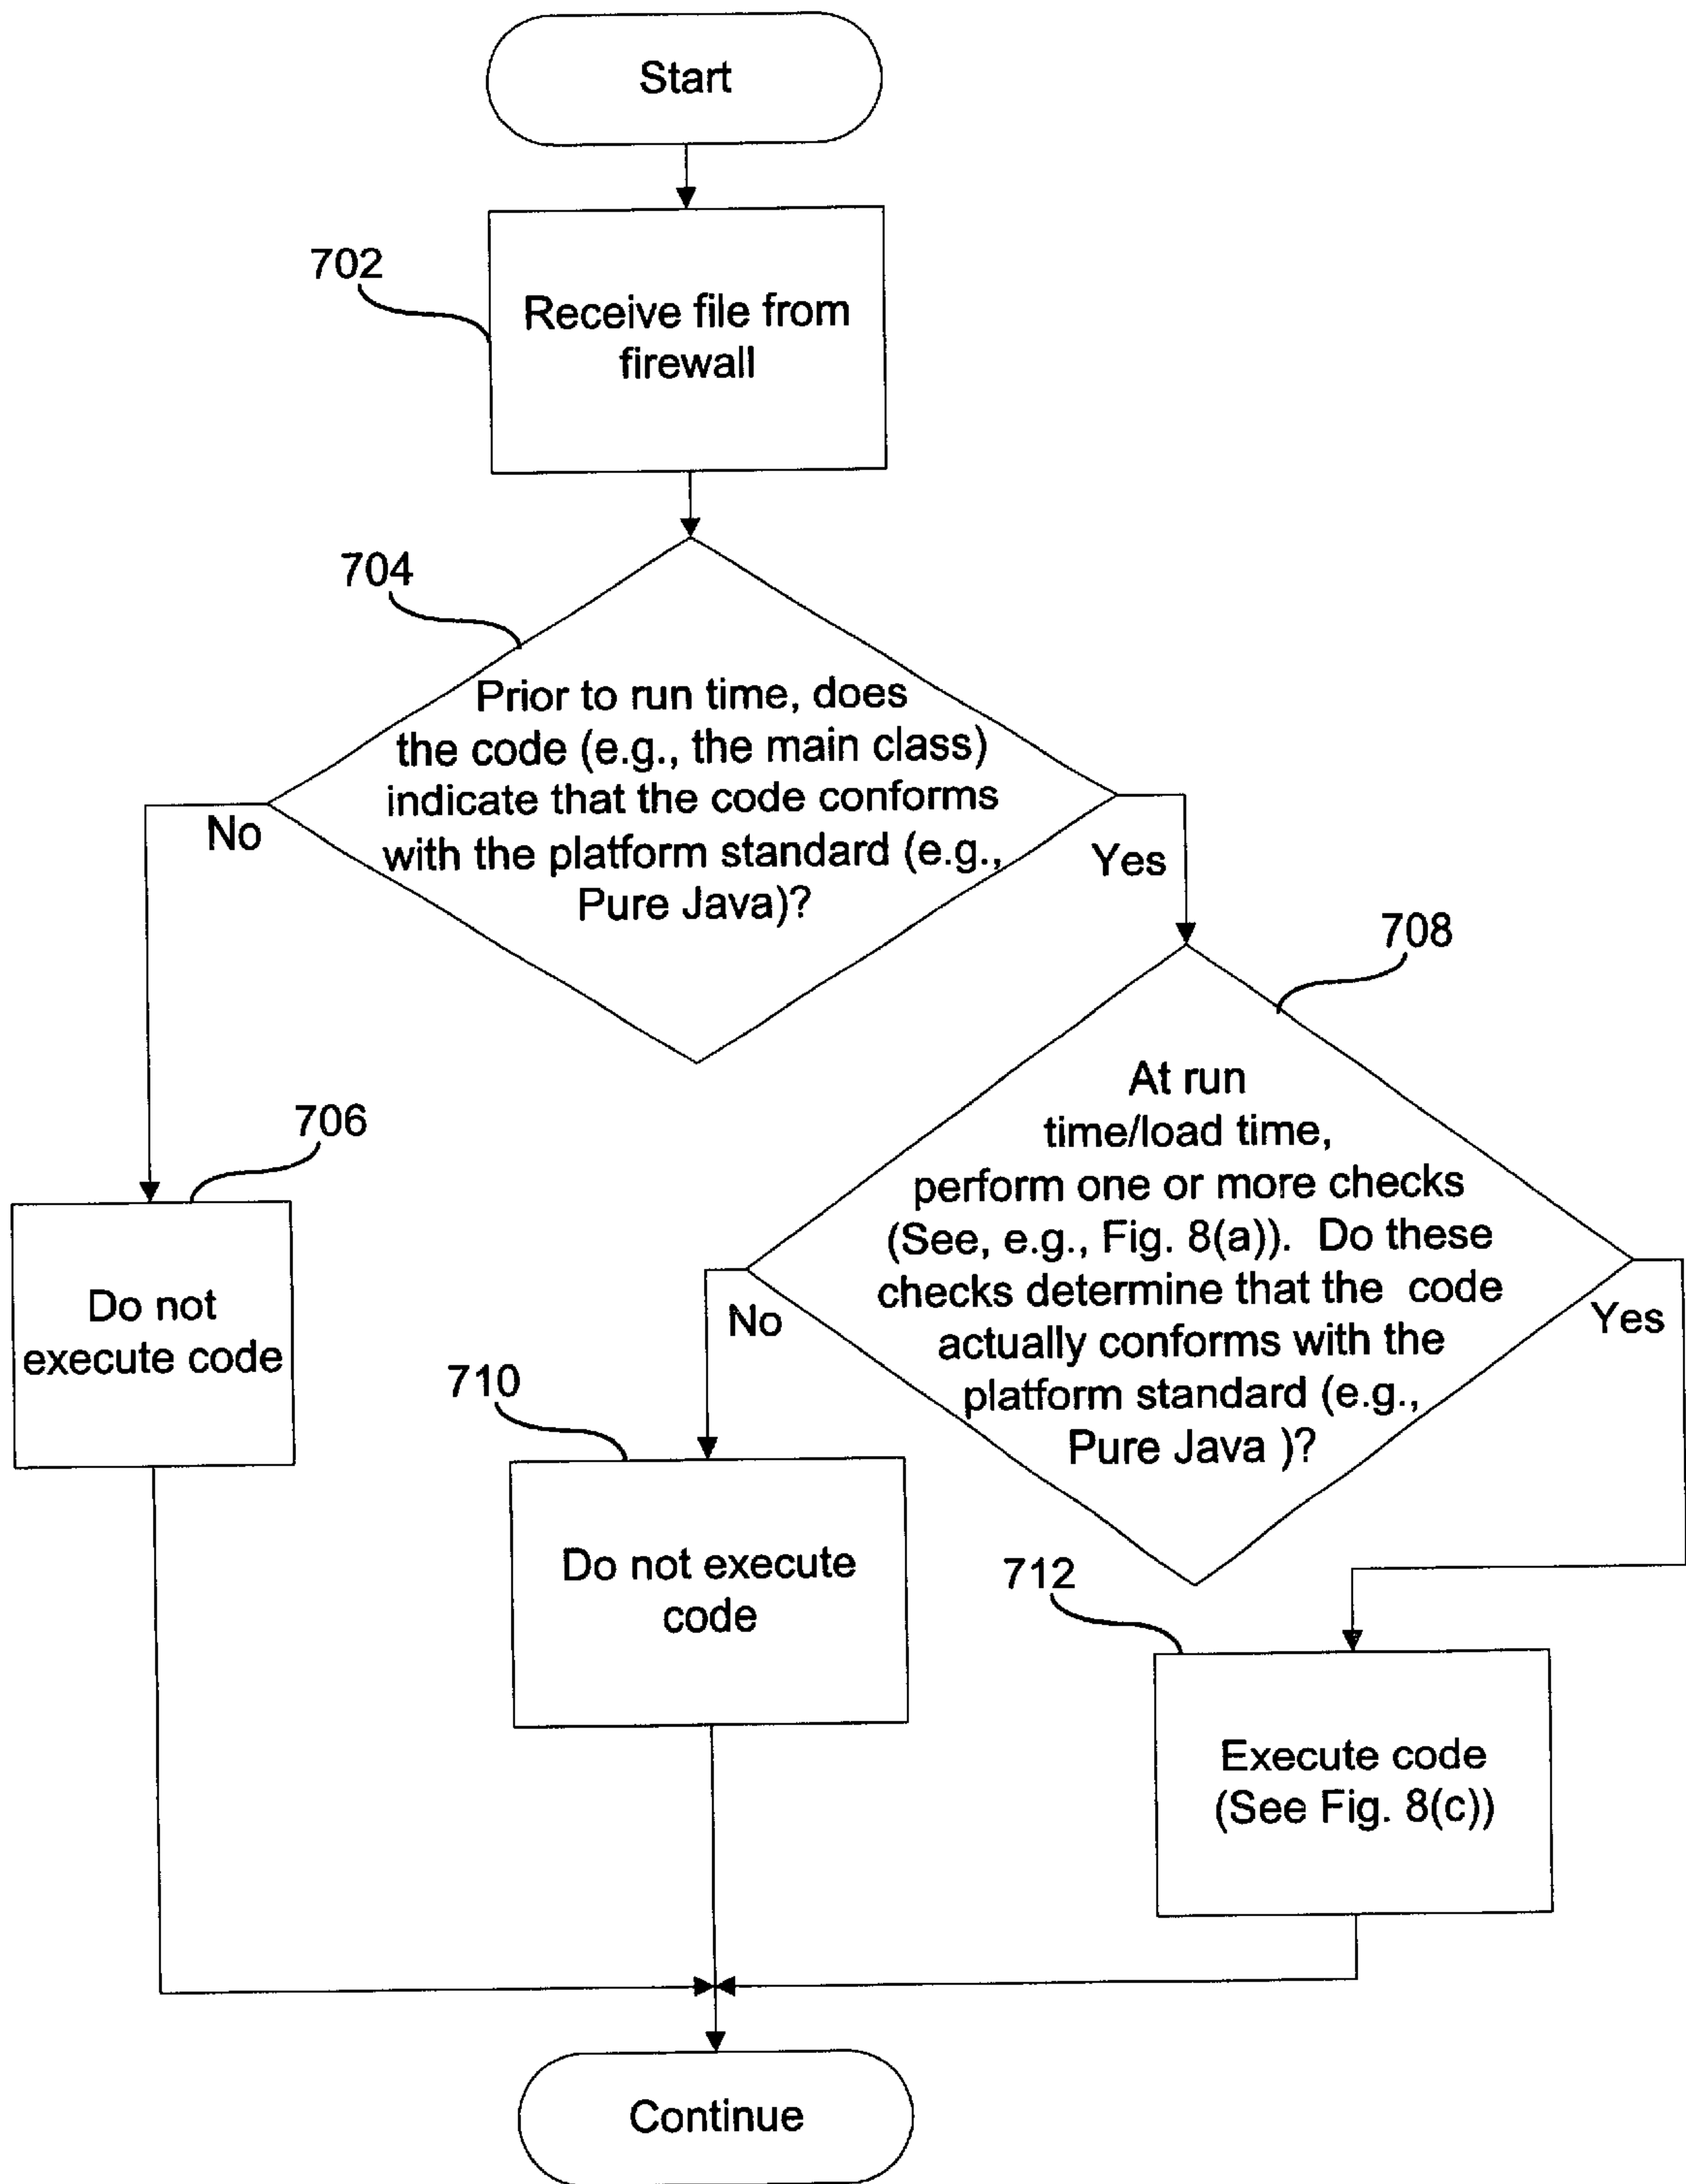 Start
702
Receive file from
firewall
704
Prior to run time, does
the code (e.g., the main class)
indicate that the code conforms
with the platform standard (e.g.,
Pure Java)?
No
Yes
708
At run
time/load time,
perform one or more checks
(See, e.g., Fig. 8(a)).  Do these
checks determine that the  code
actually conforms with the
platform standard (e.g.,
Pure Java )?
No
Yes
706
Do not
execute code
710
Do not execute
code
712
Execute code
(See Fig. 8(c))
Continue